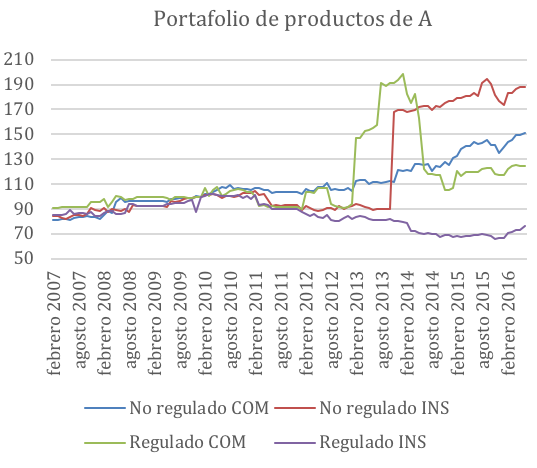 Portafolio de productos de A
210
190
170
150
130
110
90
70
50
febrero 2007
agosto 2007
febrero 2008
agosto 2008
febrero 2009
agosto 2009
febrero 2010
agosto 2010
febrero 2011
agosto 2011
febrero 2012
agosto 2012
febrero 2013
agosto 2013
febrero 2014
agosto 2014
febrero 2015
agosto 2015
febrero 2016
No regulado COM
No regulado INS
Regulado COM
Regulado INS